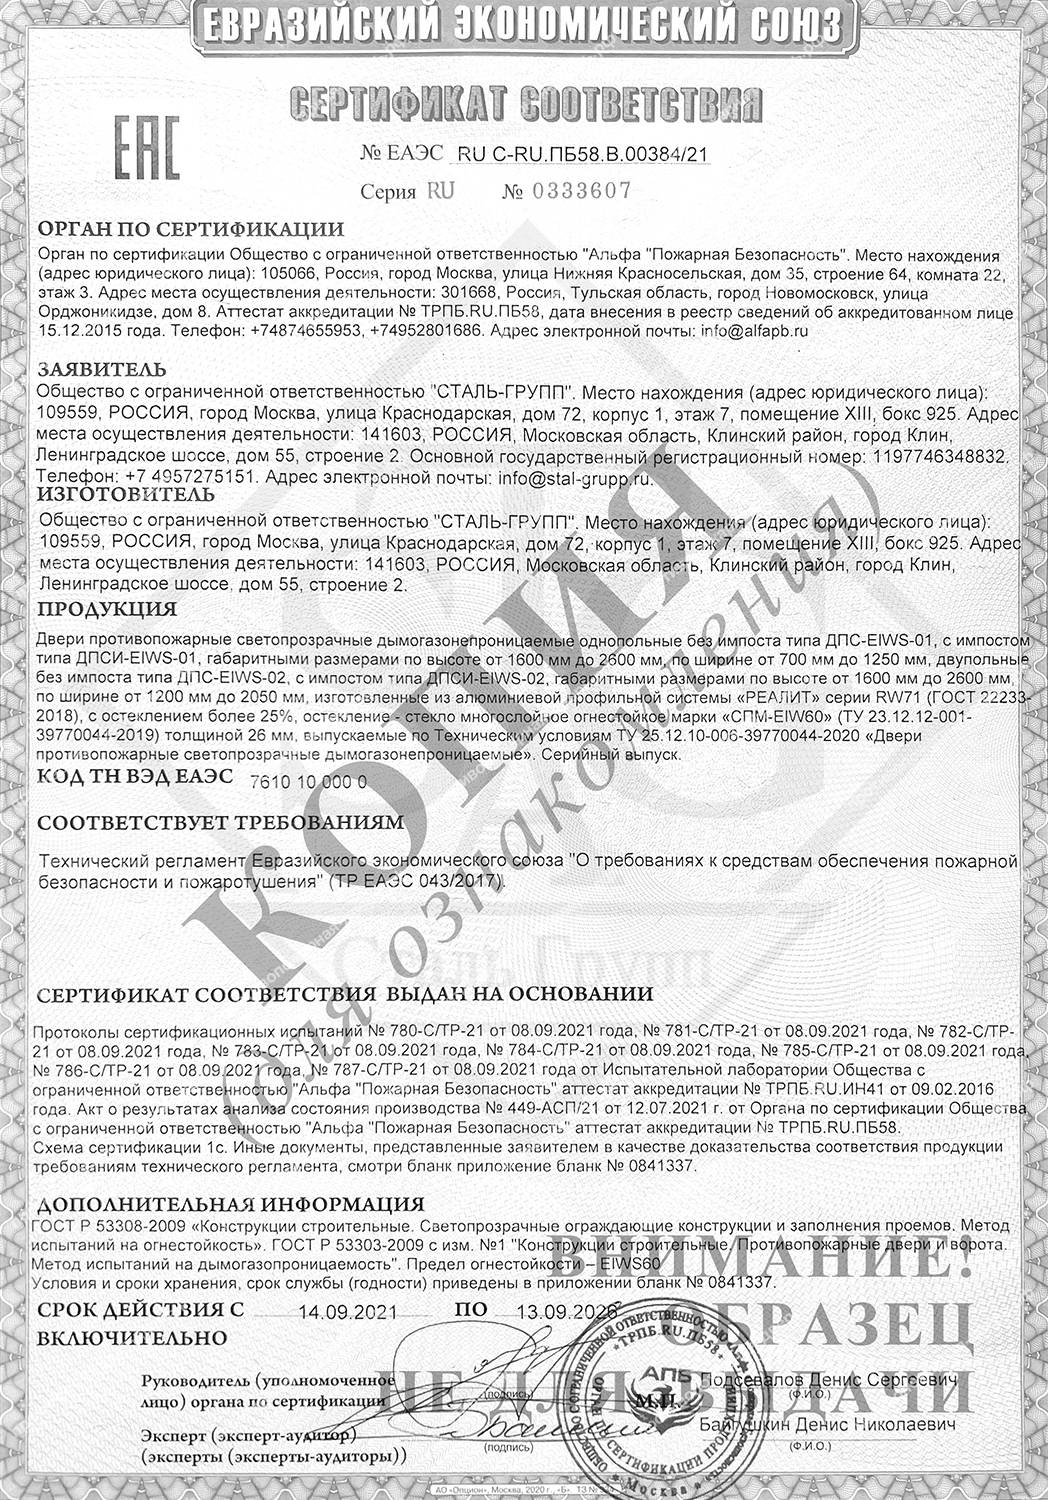 ЕВРАЗИЙСКИЙ ЭКОНОМИЧЕСКИЙ СОЮЗ
СЕРТИФИКАТ СООТВЕТСТВИЯ
ЕАС
№ ЕАЭС RU С-RU.ПБ58.В.00384/21
Серия RU № 0333607
ОРГАН ПО СЕРТИФИКАЦИИ
Орган по сертификации Общество с ограниченной ответственностью "Альфа "Пожарная Безопасность". Место нахождения
(адрес юридического лица): 105066, Россия, город Москва, улица Нижняя Красносельская, дом 35, строение 64, комната 22,
этаж 3. Адрес места осуществления деятельности: 301668, Россия, Тульская область, город Новомосковск, улица
Орджоникидзе, дом 8. Аттестат аккредитации № ТРПБ.RU.ПБ58, дата внесения в реестр сведений об аккредитованном лице
15.12.2015 года. Телефон: +74874655953, +74952801686. Адрес электронной почты: info@alfapb.ru
ЗАЯВИТЕЛЬ
Общество с ограниченной ответственностью "СТАЛЬ-ГРУПП". Место нахождения (адрес юридического лица):
109559, РОССИЯ, город Москва, улица Краснодарская, дом 72, корпус 1, этаж 7, помещение XIII, бокс 925. Адрес
места осуществления деятельности: 141603, РОССИЯ, Московская область, Клинский район, город Клин,
Ленинградское шоссе, дом 55, строение 2. Основной государственный регистрационный номер: 1197746348832.
Телефон: +7 4957275151. Адрес электронной почты: info@stal-grupp.ru.
ИЗГОТОВИТЕЛЬ
Общество с ограниченной ответственностью "СТАЛЬ-ГРУПП". Место нахождения (адрес юридического лица):
109559, РОССИЯ, город Москва, улица Краснодарская, дом 72, корпус 1, этаж 7, помещение XIII, бокс 925. Адрес
места осуществления деятельности: 141603, РОССИЯ, Московская область, Клинский район, город Клин,
Ленинградское шоссе, дом 55, строение 2.
ПРОДУКЦИЯ
Двери противопожарные светопрозрачные дымогазонепроницаемые однопольные без импоста типа ДПС-EIWS-01, с импостом
типа ДПСИ-EIWS-01, габаритными размерами по высоте от 1600 мм до 2600 мм, по ширине от 700 мм до 1250 мм, двупольные
без импоста типа ДПС-EIWS-02, с импостом типа ДПСИ-EIWS-02, габаритными размерами по высоте от 1600 мм до 2600 мм,
по ширине от 1200 мм до 2050 мм, изготовленные из алюминиевой профильной системы «РЕАЛИТ» серии RW71 (ГОСТ 22233-
2018), с остеклением более 25%, остекление - стекло многослойное огнестойкое марки «СПМ-EIW60» (ТУ 23.12.12-001-
39770044-2019) толщиной 26 мм, выпускаемые по Техническим условиям ТУ 25.12.10-006-39770044-2020 «Двери
противопожарные светопрозрачные дымогазонепроницаемые». Серийный выпуск.
КОД ТН ВЭД ЕАЭС 7610 10 000 0
СООТВЕТСТВУЕТ ТРЕБОВАНИЯМ
Технический регламент Евразийского экономического союза "О требованиях к средствам обеспечения пожарной
безопасности и пожаротушения" (ТР ЕАЭС 043/2017).
КОПИЯ
(для ознакомления)
Сталь Групп
СЕРТИФИКАТ СООТВЕТСТВИЯ ВЫДАН НА ОСНОВАНИИ
Протоколы сертификационных испытаний № 780-С/ТР-21 от 08.09.2021 года, № 781-С/ТР-21 от 08.09.2021 года, № 782-С/ТР-
21 от 08.09.2021 года, № 783-С/ТР-21 от 08.09.2021 года, № 784-С/ТР-21 от 08.09.2021 года, № 785-С/ТР-21 от 08.09.2021 года,
№ 786-С/ТР-21 от 08.09.2021 года, № 787-С/ТР-21 от 08.09.2021 года от Испытательной лаборатории Общества с
ограниченной ответственностью "Альфа "Пожарная Безопасность" аттестат аккредитации № ТРПБ.RU.ИН41 от 09.02.2016
года. Акт о результатах анализа состояния производства № 449-АСП/21 от 12.07.2021 г. от Органа по сертификации Общества
с ограниченной ответственностью "Альфа "Пожарная Безопасность" аттестат аккредитации № ТРПБ.RU.ПБ58.
Схема сертификации 1с. Иные документы, представленные заявителем в качестве доказательства соответствия продукции
требованиям технического регламента, смотри бланк приложение бланк № 0841337.
ДОПОЛНИТЕЛЬНАЯ ИНФОРМАЦИЯ
ГОСТ Р 53308-2009 «Конструкции строительные. Светопрозрачные ограждающие конструкции и заполнения проемов. Метод
испытаний на огнестойкость». ГОСТ Р 53303-2009 с изм. №1 "Конструкции строительные. Противопожарные двери и ворота.
Метод испытаний на дымогазопроницаемость". Предел огнестойкости – EIWS60
Условия и сроки хранения, срок службы (годности) приведены в приложении бланк № 0841337.
ВНИМАНИЕ!
ОБРАЗЕЦ
НЕ ДЛЯ ВЫДАЧИ
СРОК ДЕЙСТВИЯ С 14.09.2021 ПО 13.09.2026
ВКЛЮЧИТЕЛЬНО
Руководитель (уполномоченное
лицо) органа по сертификации
(подпись)
М.П.
Подсевалов Денис Сергеевич
(Ф.И.О.)
Эксперт (эксперт-аудитор)
(эксперты (эксперты-аудиторы))
(подпись)
Байгушкин Денис Николаевич
(Ф.И.О.)
ТРПБ.RU.ПБ58
АПБ
Москва
АО «Опцион», Москва, 2020 г., «Б».